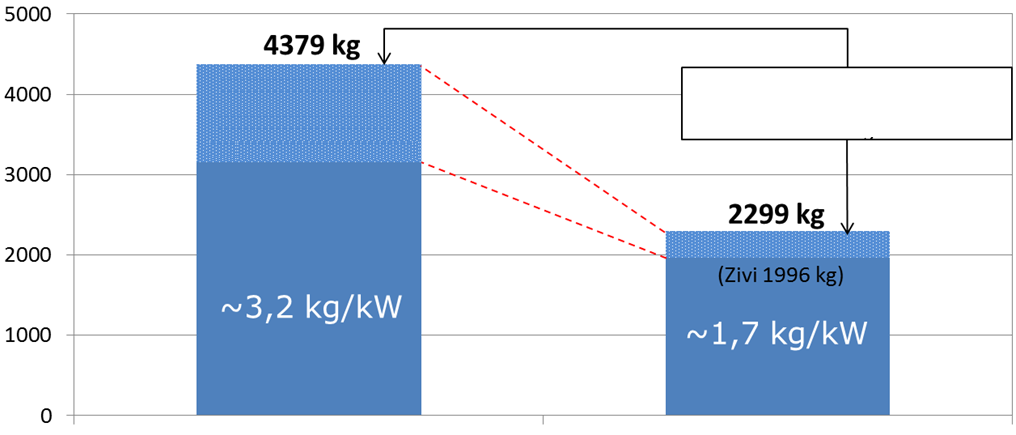 5000
4379 kg
4000
3000
2299 kg
2000
(Zivi 1996 kg)
~3,2 kg/kW
~1,7 kg/kW
1000
0